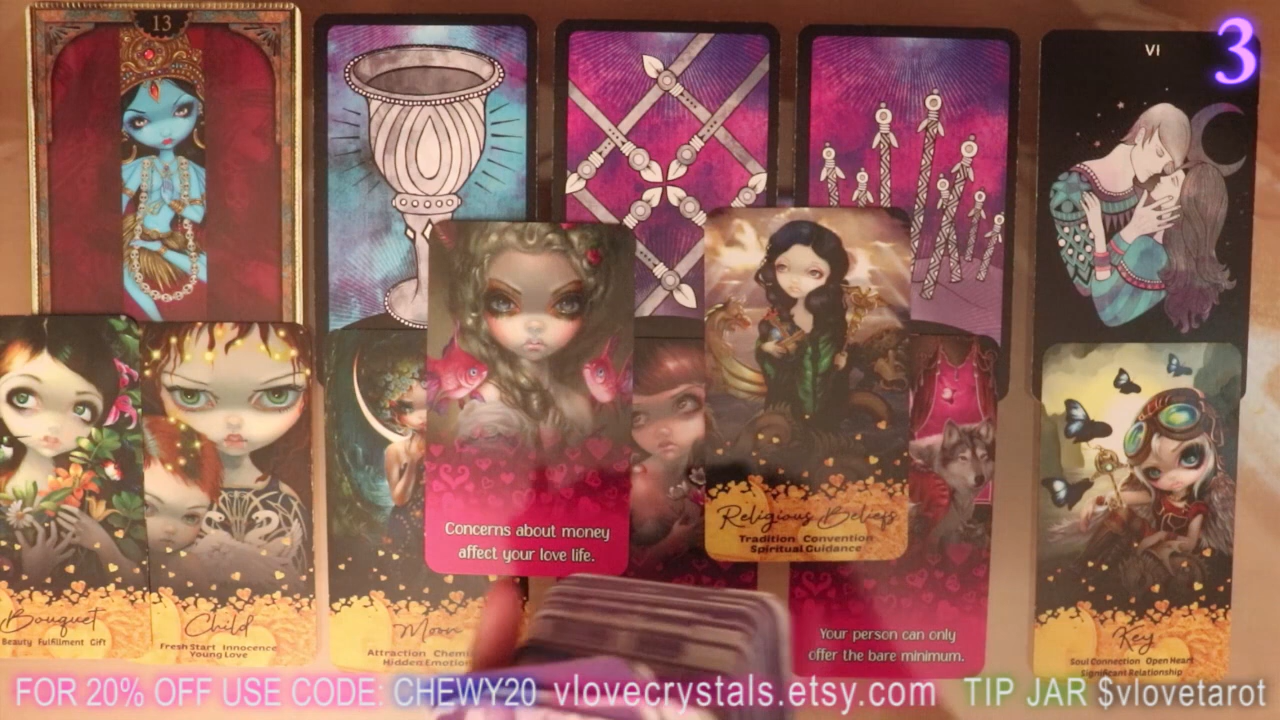 13
VI
3
Concerns about money
affect your love life.
Religious Beliefs
Tradition Convention
Spiritual Guidance
Bouquet
Beauty Fulfillment Gift
Child
Fresh Start Innocence
Young Love
Moon
Attraction
Hidden
Your person can only
offer the bare minimum.
Key
Soul Connection Open Heart
Significant Relationship
FOR 20% OFF USE CODE: CHEWY20 vlovecrystals.etsy.com TIP JAR $vlovetarot